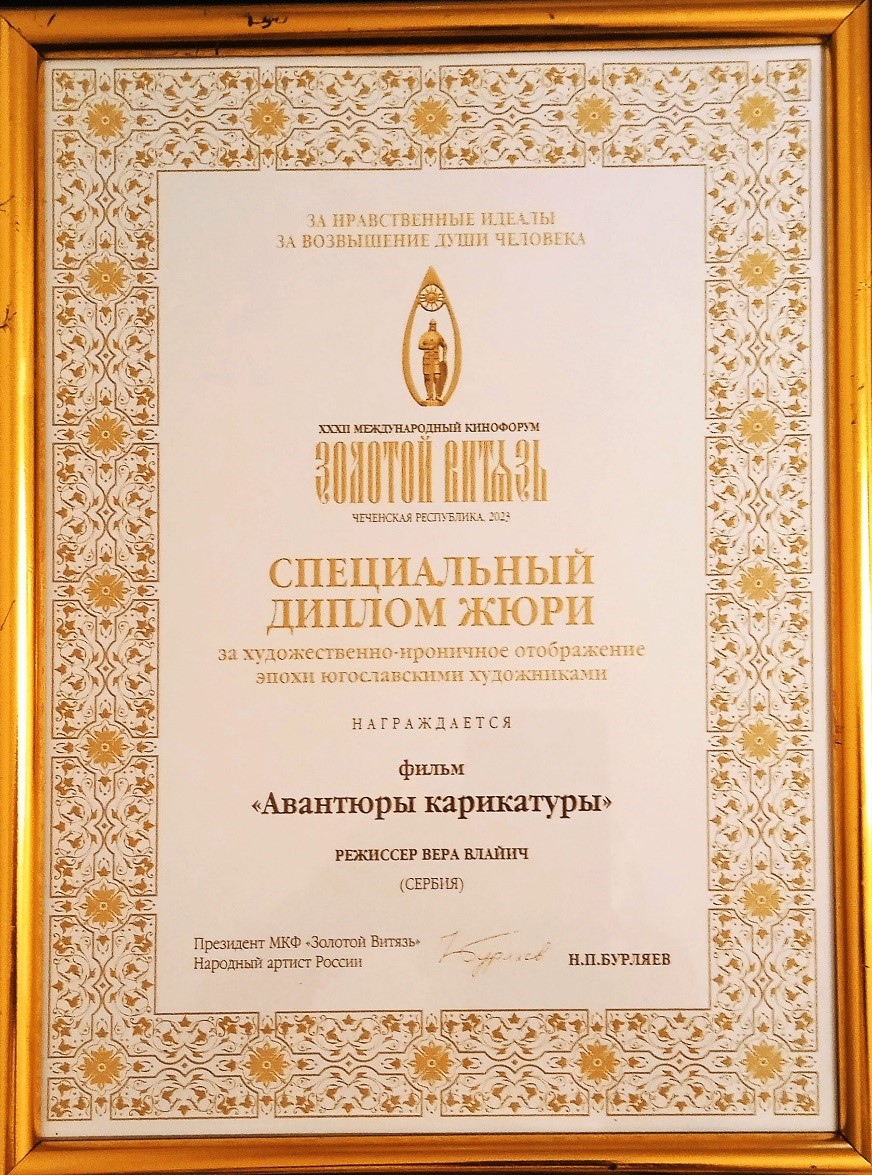 ЗА НРАВСТВЕННЫЕ ИДЕАЛЫ
ЗА ВОЗВЫШЕНИЕ ДУШИ ЧЕЛОВЕКА
XXXII МЕЖДУНАРОДНЫЙ КИНОФОРУМ
ЗОЛОТОЙ ВИТЯЗЬ
ЧЕЧЕНСКАЯ РЕСПУБЛИКА, 2023
СПЕЦИАЛЬНЫЙ
ДИПЛОМ ЖЮРИ
за художественно-ироничное отображение
эпохи югославскими художниками
НАГРАЖДАЕТСЯ
фильм
«Авантюры карикатуры»
РЕЖИССЕР ВЕРА ВЛАЙИЧ
(СЕРБИЯ)
Президент МКФ «Золотой Витязь»
Народный артист России
Н.П.БУРЛЯЕВ